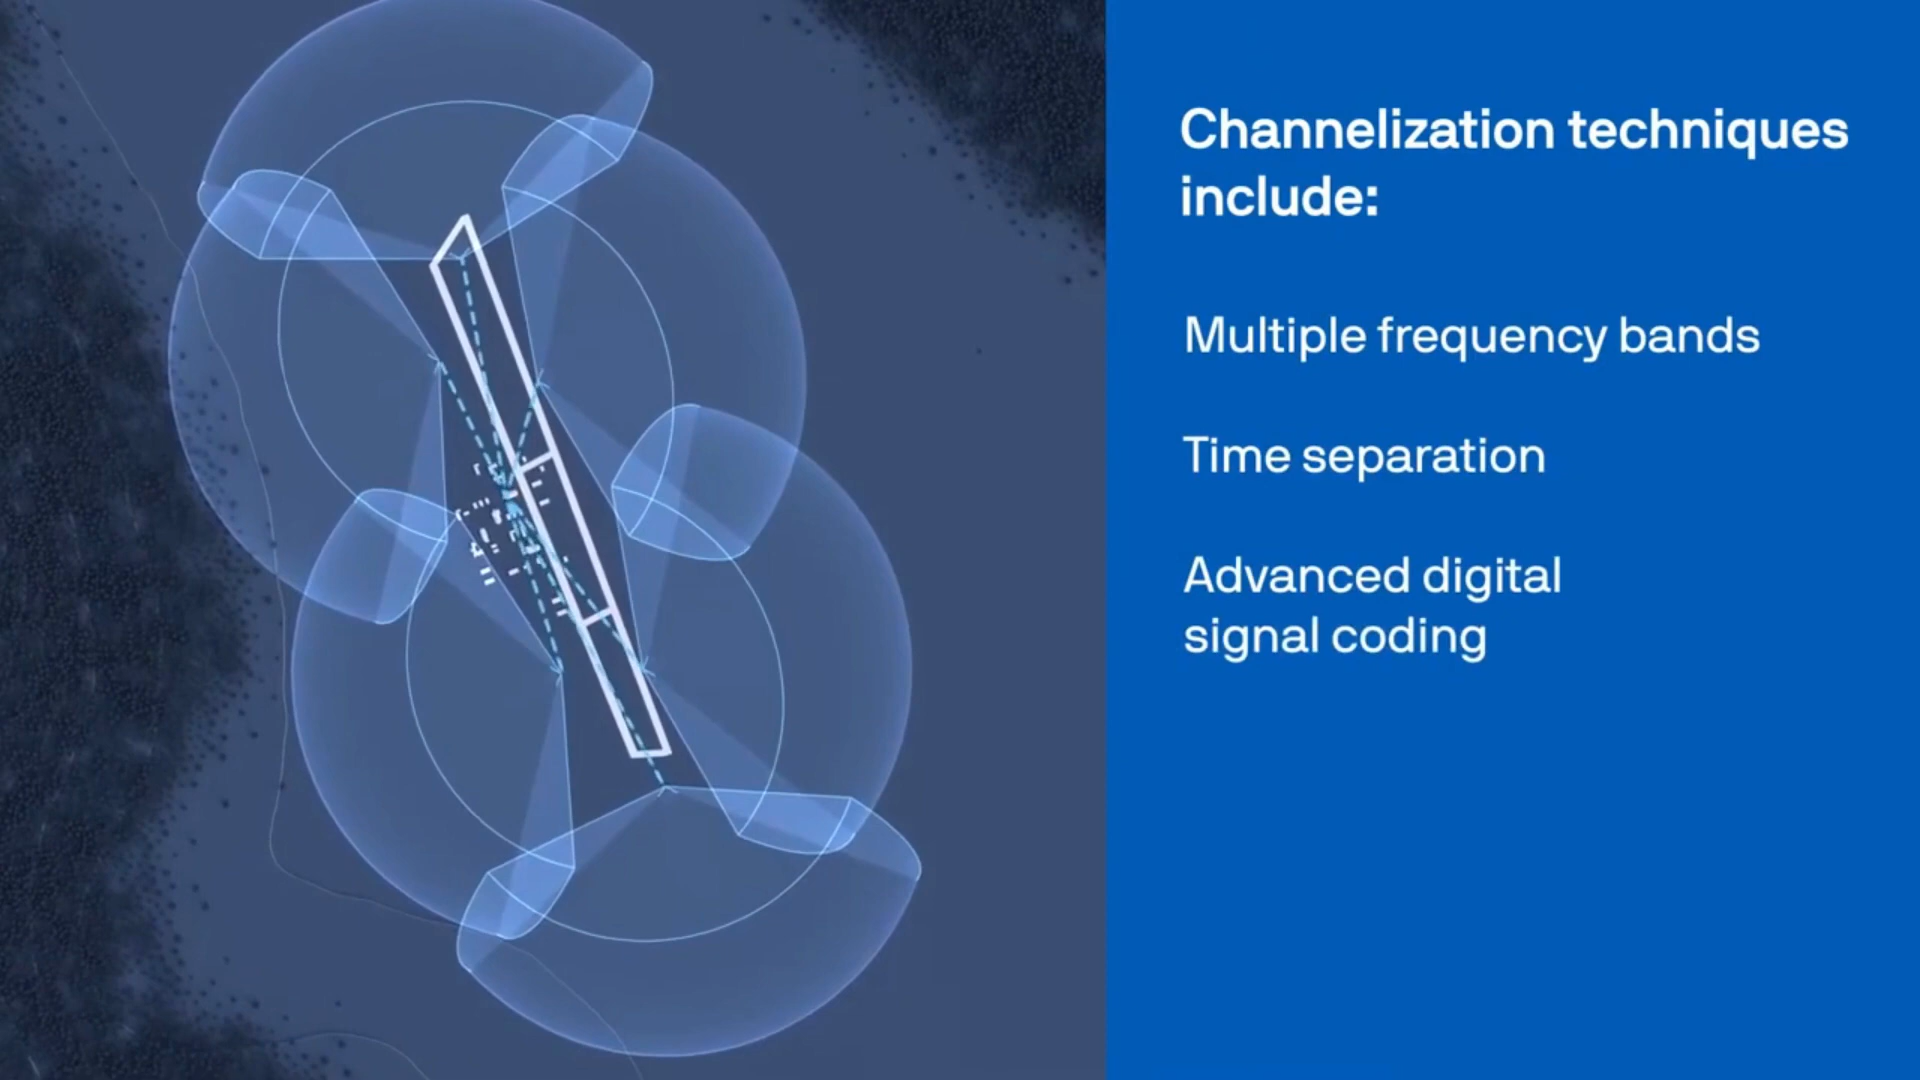 Channelization techniques
include:
Multiple frequency bands
Time separation
Advanced digital
signal coding